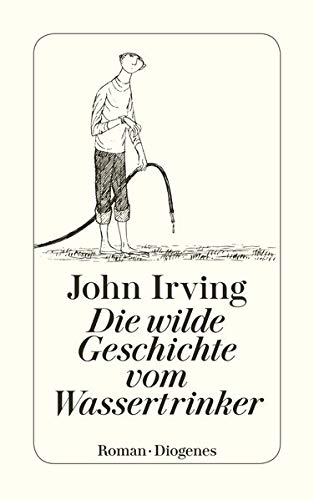 John Irving
Die wilde
Geschichte
vom
Wassertrinker
Roman · Diogenes